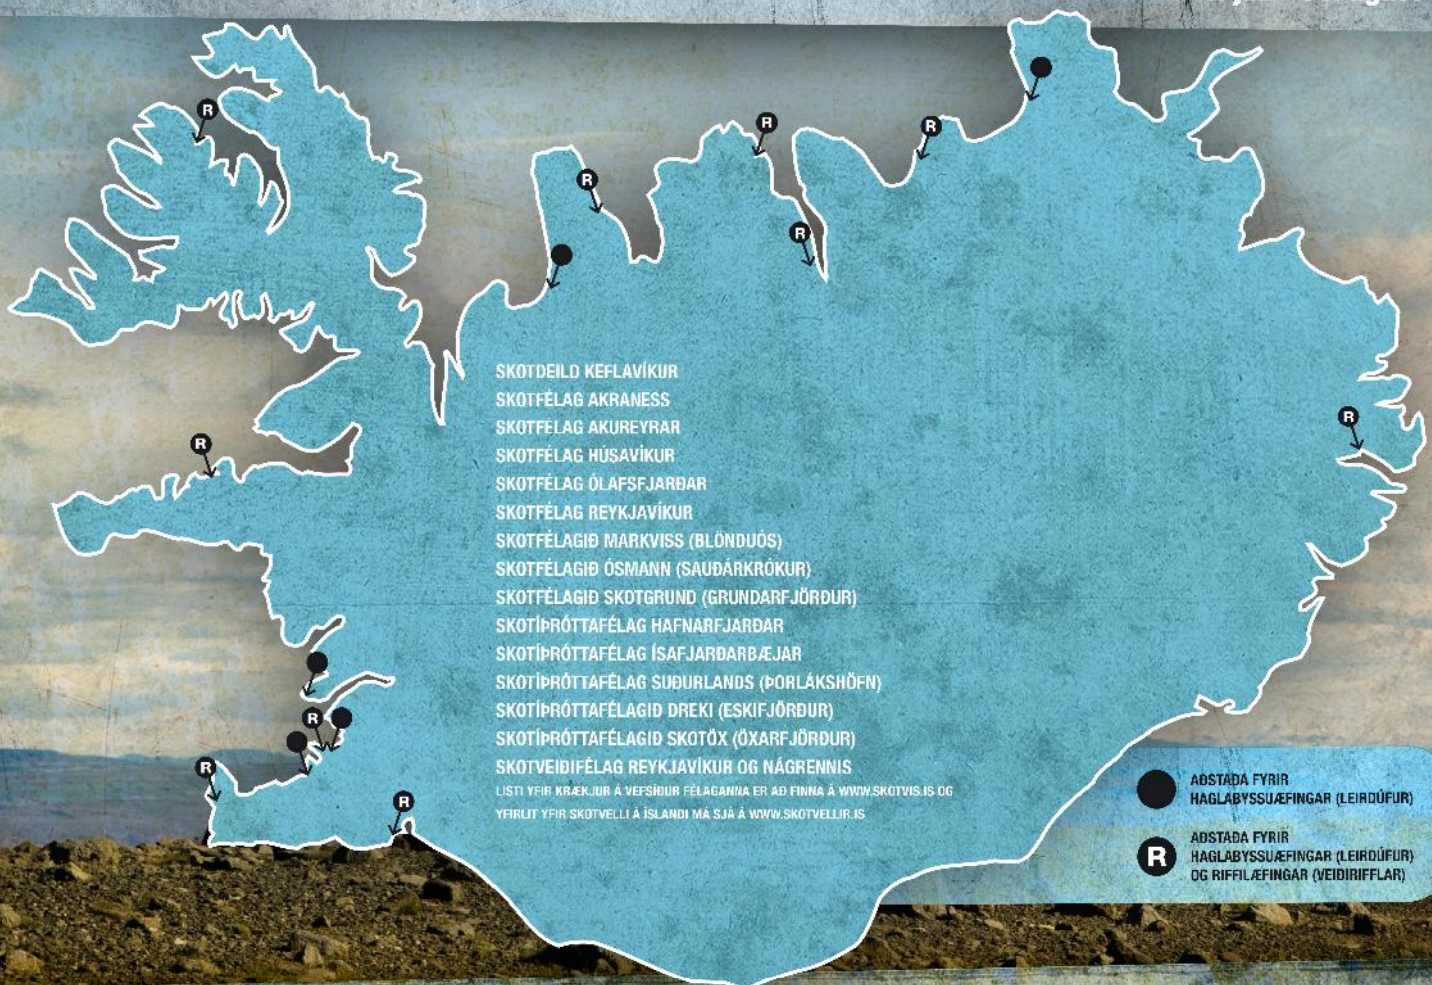 R
R
R
R
R
SKOTDEILD KEFLAVÍKUR
SKOTFÉLAG AKRANESS
SKOTFÉLAG AKUREYRAR
SKOTFÉLAG HÚSAVÍKUR
SKOTFÉLAG ÓLAFSFJARÐAR
SKOTFÉLAG REYKJAVÍKUR
SKOTFÉLAGIÐ MARKVISS (BLÖNDUÓS)
SKOTFÉLAGIÐ ÓSMANN (SAUÐÁRKRÓKUR)
SKOTFÉLAGIÐ SKOTGRUND (GRUNDARFJÖRÐUR)
SKOTÍÞRÓTTAFÉLAG HAFNARFJARÐAR
SKOTÍÞRÓTTAFÉLAG ÍSAFJARÐARBÆJAR
SKOTÍÞRÓTTAFÉLAG SUÐURLANDS (ÞORLÁKSHÖFN)
SKOTÍÞRÓTTAFÉLAGIÐ DREKI (ESKIFJÖRÐUR)
SKOTÍÞRÓTTAFÉLAGIÐ SKOTÖX (ÖXARFJÖRÐUR)
SKOTVEIÐIFÉLAG REYKJAVÍKUR OG NÁGRENNIS
LISTI YFIR KRÆKJUR Á VEFSÍÐUR FÉLAGANNA ER AÐ FINNA Á WWW.SKOTVIS.IS OG
YFIRLIT YFIR SKOTVELLI Á ÍSLANDI MÁ SJÁ Á WWW.SKOTVELLIR.IS
R
R
R
R
R
AÐSTAÐA FYRIR
HAGLABYSSUÆFINGAR (LEIRDÚFUR)
R
AÐSTAÐA FYRIR
HAGLABYSSUÆFINGAR (LEIRDÚFUR)
OG RIFFILÆFINGAR (VEIÐIRIFFLAR)